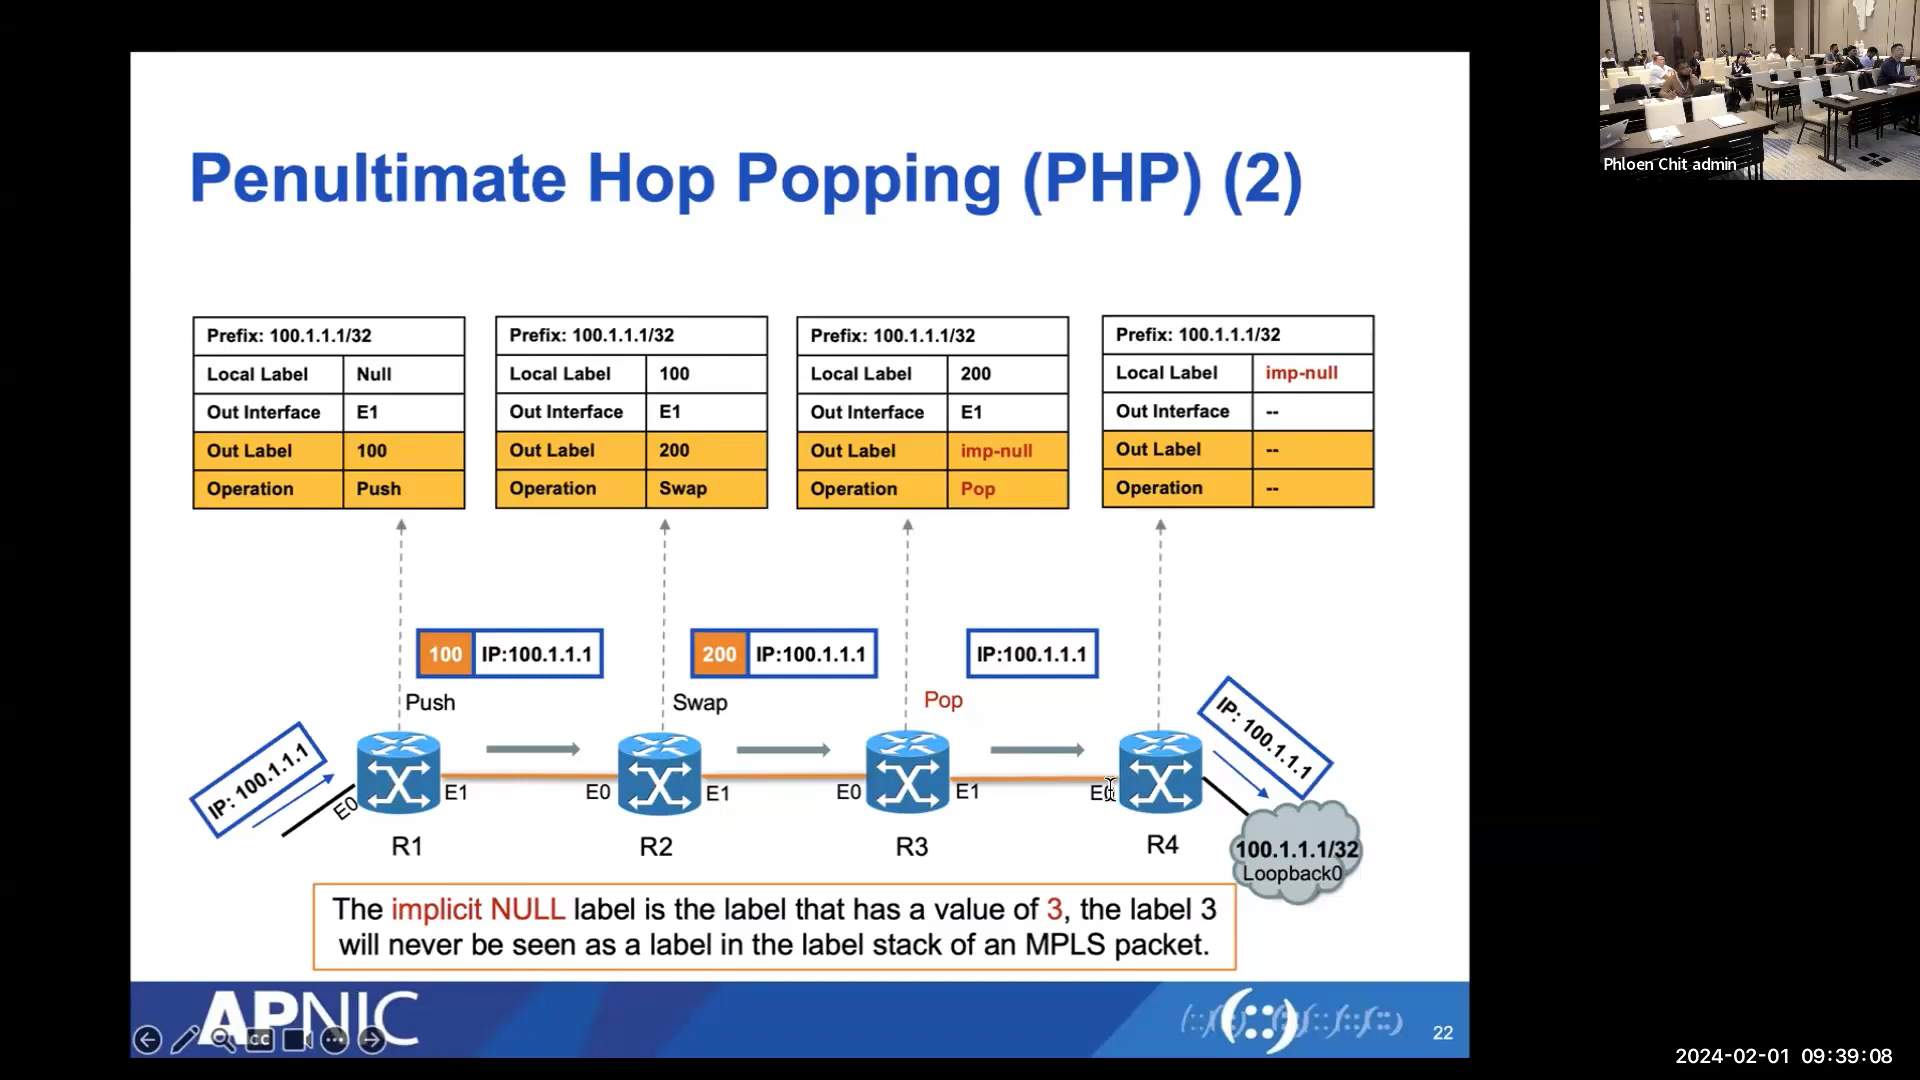 Phloen Chit admin
Penultimate Hop Popping (PHP) (2)
Prefix: 100.1.1.1/32
Local Label Null
Out Interface E1
Out Label 100
Operation Push
Prefix: 100.1.1.1/32
Local Label 100
Out Interface E1
Out Label 200
Operation Swap
Prefix: 100.1.1.1/32
Local Label 200
Out Interface E1
Out Label imp-null
Operation Pop
Prefix: 100.1.1.1/32
Local Label imp-null
Out Interface --
Out Label --
Operation --
100 IP:100.1.1.1
200 IP:100.1.1.1
IP:100.1.1.1
Push
Swap
Pop
IP: 100.1.1.1
IP: 100.1.1.1
E0
E1
E0
E1
E0
E1
E0
R1
R2
R3
R4
100.1.1.1/32
Loopback0
The implicit NULL label is the label that has a value of 3, the label 3
will never be seen as a label in the label stack of an MPLS packet.
APNIC
CC
(::)
22
2024-02-01 09:39:08